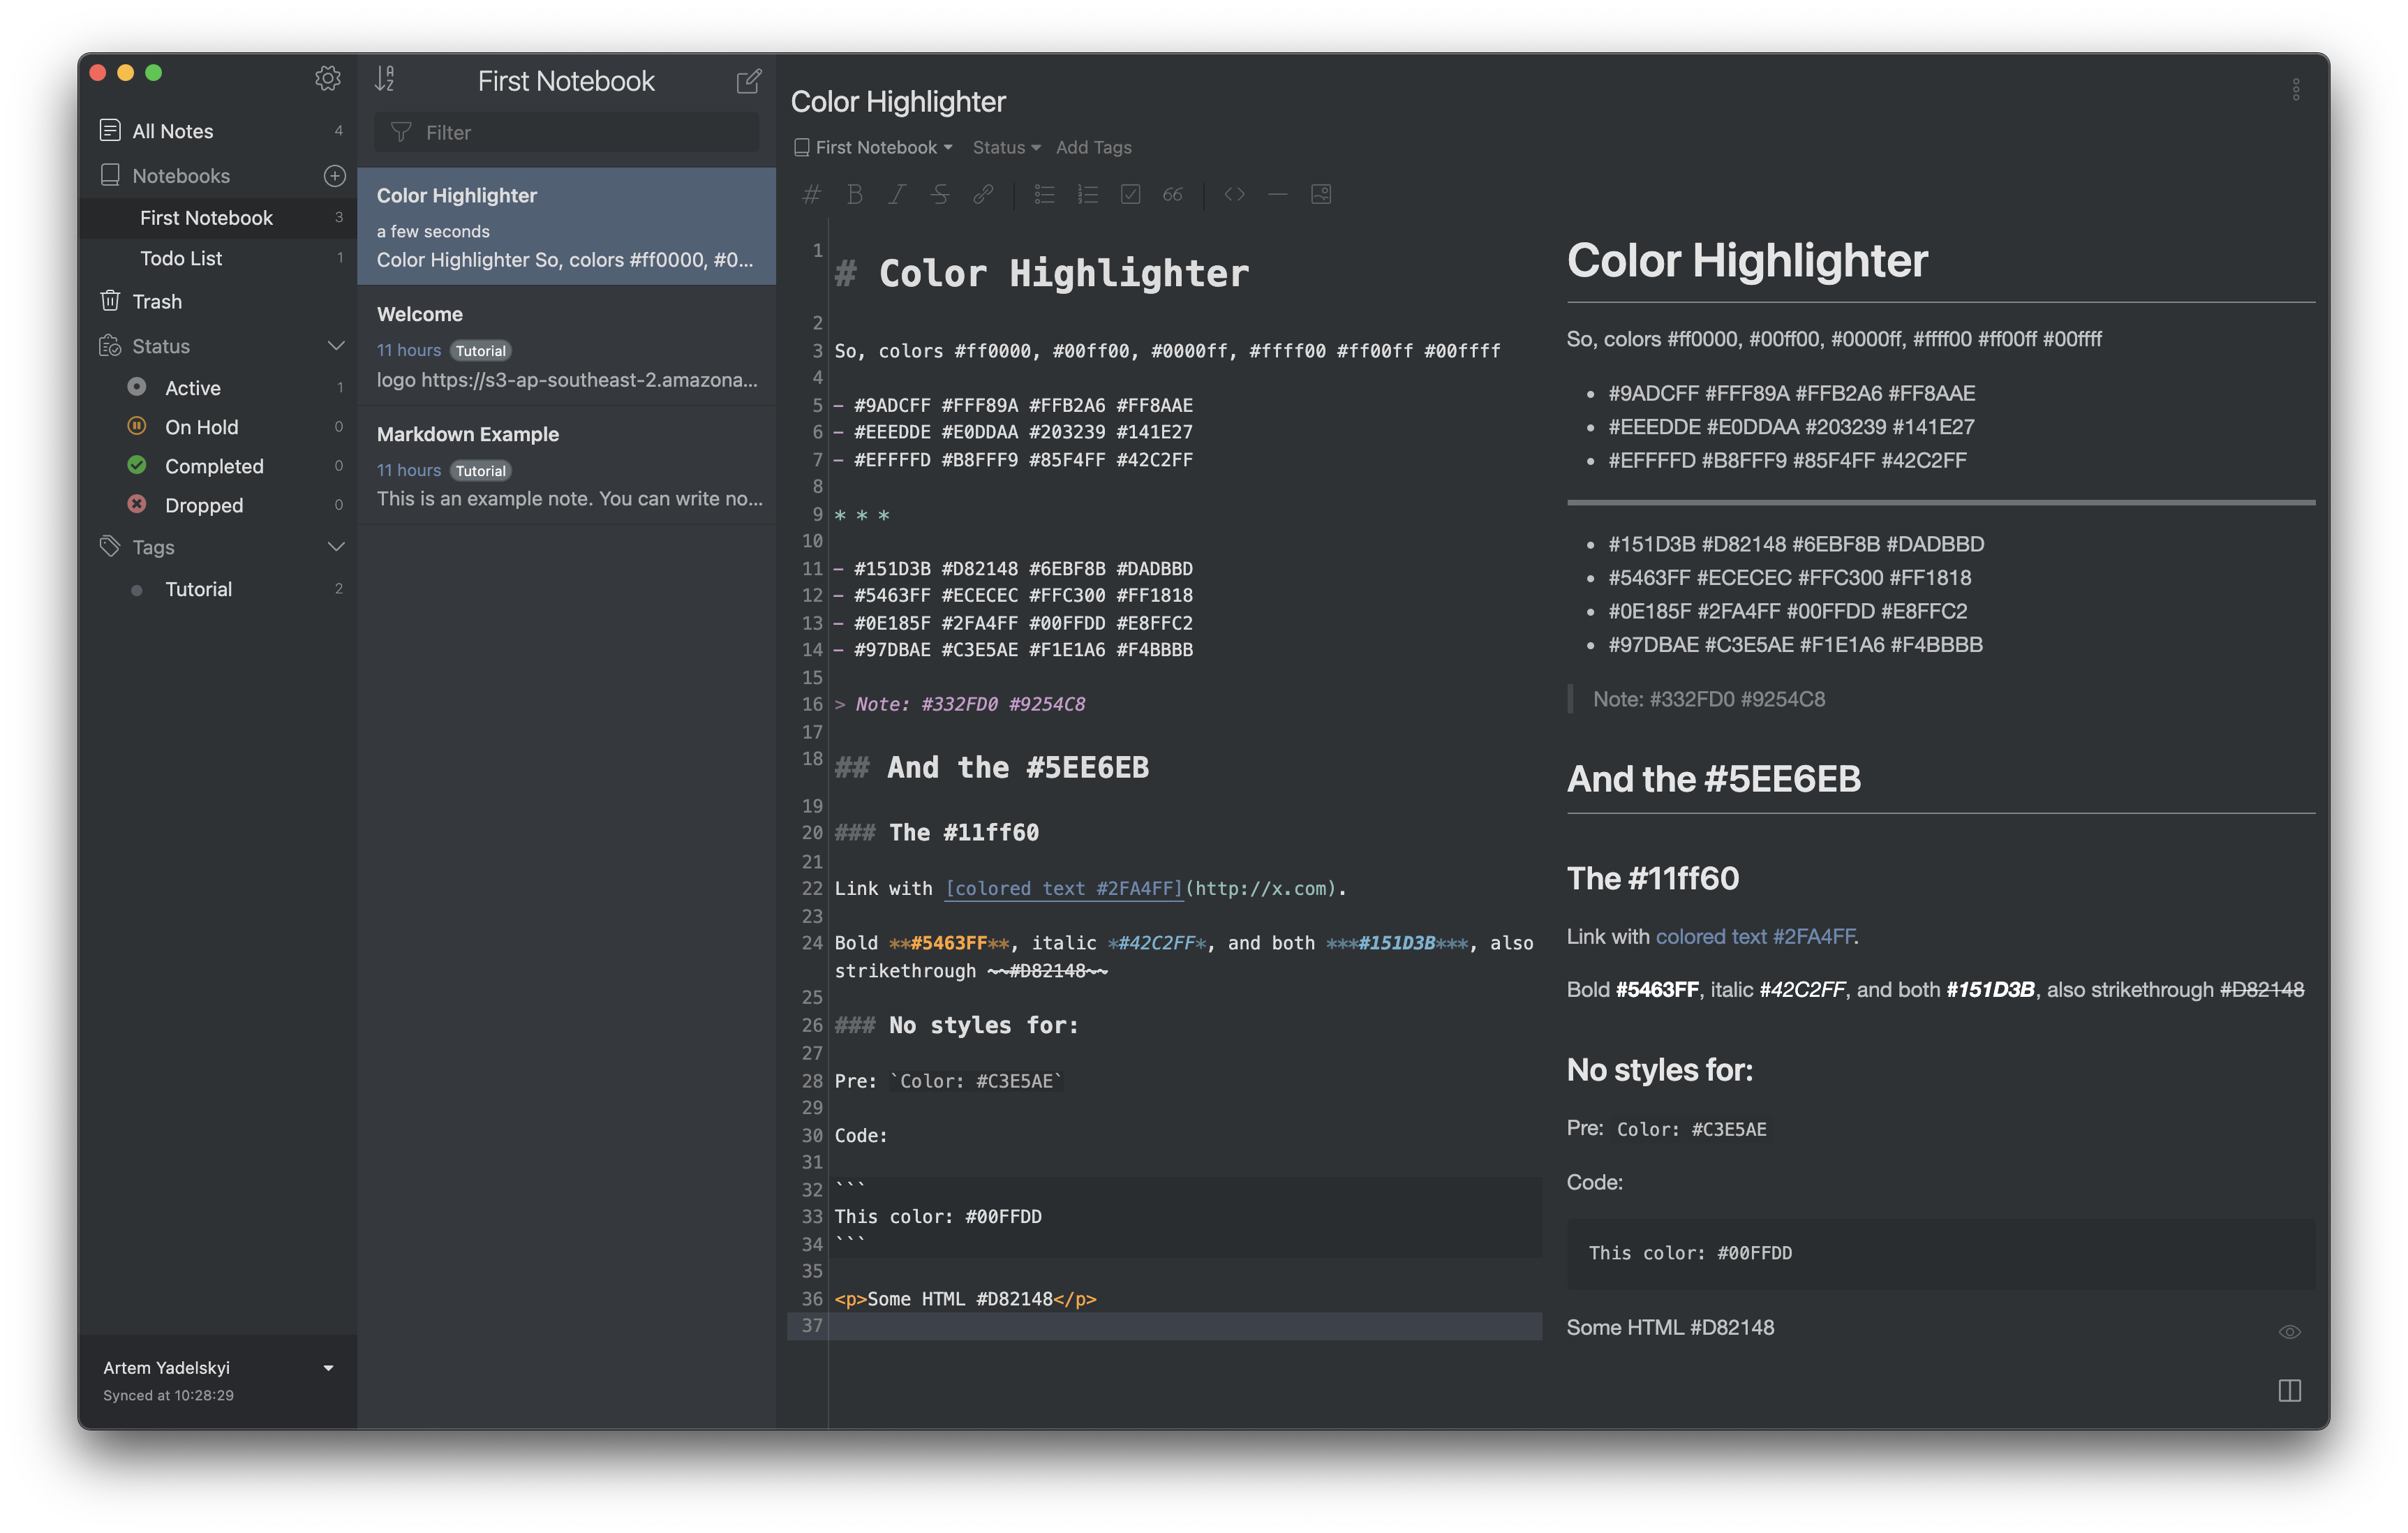 All Notes 4
Notebooks
First Notebook 3
Todo List 1
Trash
Status
Active 1
On Hold 0
Completed 0
Dropped 0
Tags
Tutorial 2
Artem Yadelskyi
Synced at 10:28:29
First Notebook
Filter
Color Highlighter
a few seconds
Color Highlighter So, colors #ff0000, #0...
Welcome
11 hours Tutorial
logo https://s3-ap-southeast-2.amazona...
Markdown Example
11 hours Tutorial
This is an example note. You can write no...
Color Highlighter
First Notebook Status Add Tags
1 # Color Highlighter
2
3 So, colors #ff0000, #00ff00, #0000ff, #ffff00 #ff00ff #00ffff
4
5 - #9ADCFF #FFF89A #FFB2A6 #FF8AAE
6 - #EEEDDE #E0DDAA #203239 #141E27
7 - #EFFFFD #B8FFF9 #85F4FF #42C2FF
8
9 * * *
10
11 - #151D3B #D82148 #6EBF8B #DADBBD
12 - #5463FF #ECECEC #FFC300 #FF1818
13 - #0E185F #2FA4FF #00FFDD #E8FFC2
14 - #97DBAE #C3E5AE #F1E1A6 #F4BBBB
15
16 > Note: #332FD0 #9254C8
17
18 ## And the #5EE6EB
19
20 ### The #11ff60
21
22 Link with [colored text #2FA4FF](http://x.com).
23
24 Bold **#5463FF**, italic *#42C2FF*, and both ***#151D3B***, also
strikethrough ~~#D82148~~
25
26 ### No styles for:
27
28 Pre: `Color: #C3E5AE`
29
30 Code:
31
32 ```
33 This color: #00FFDD
34 ```
35
36 <p>Some HTML #D82148</p>
37
Color Highlighter
So, colors #ff0000, #00ff00, #0000ff, #ffff00 #ff00ff #00ffff
• #9ADCFF #FFF89A #FFB2A6 #FF8AAE
• #EEEDDE #E0DDAA #203239 #141E27
• #EFFFFD #B8FFF9 #85F4FF #42C2FF
• #151D3B #D82148 #6EBF8B #DADBBD
• #5463FF #ECECEC #FFC300 #FF1818
• #0E185F #2FA4FF #00FFDD #E8FFC2
• #97DBAE #C3E5AE #F1E1A6 #F4BBBB
Note: #332FD0 #9254C8
And the #5EE6EB
The #11ff60
Link with colored text #2FA4FF.
Bold #5463FF, italic #42C2FF, and both #151D3B, also strikethrough #D82148
No styles for:
Pre: Color: #C3E5AE
Code:
This color: #00FFDD
Some HTML #D82148